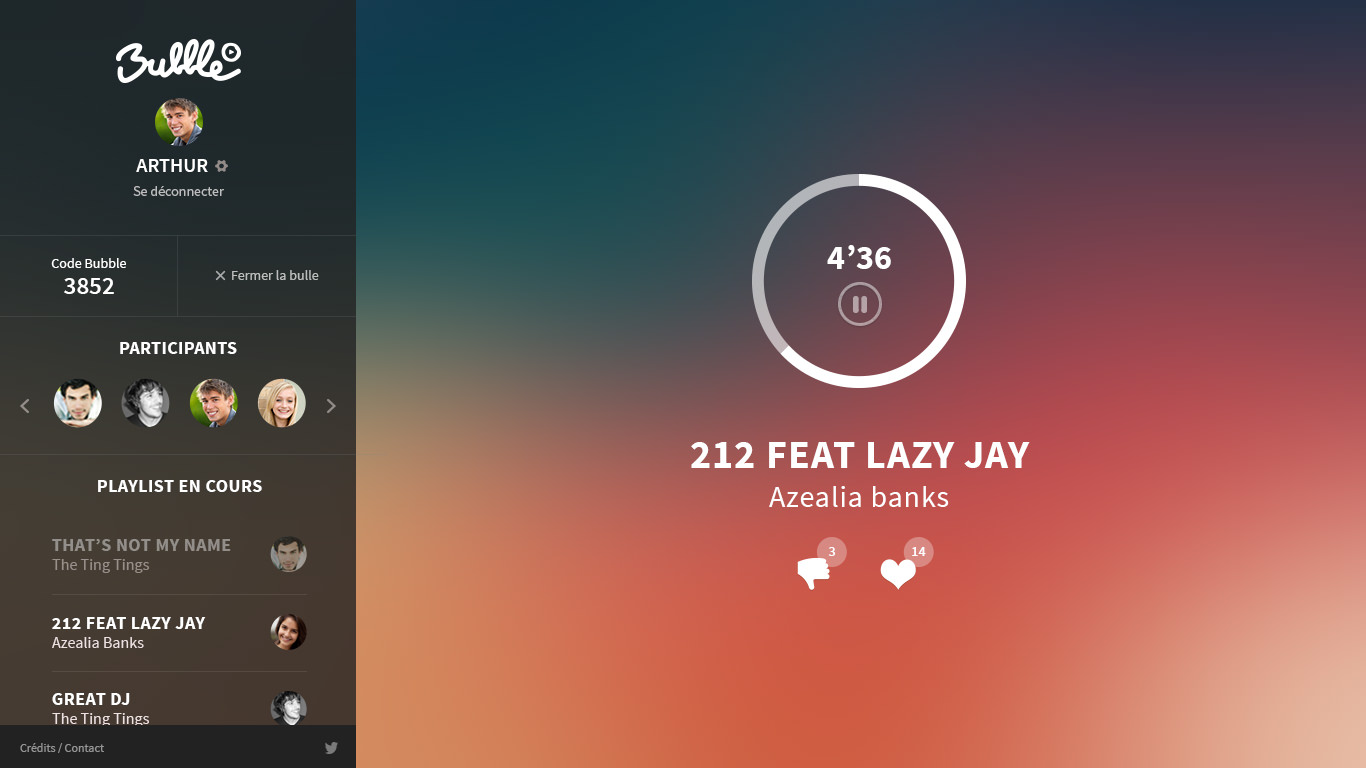 Bubble
ARTHUR
Se déconnecter
Code Bubble
3852
Fermer la bulle
PARTICIPANTS
PLAYLIST EN COURS
THAT’S NOT MY NAME
The Ting Tings
212 FEAT LAZY JAY
Azealia Banks
GREAT DJ
The Ting Tings
Crédits / Contact
4’36
212 FEAT LAZY JAY
Azealia banks
3
14